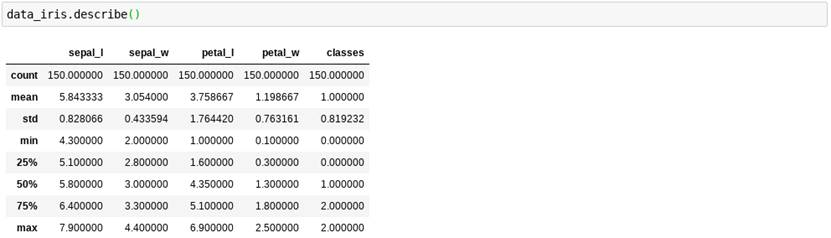 data_iris.describe()
sepal_l sepal_w petal_l petal_w classes
count 150.000000 150.000000 150.000000 150.000000 150.000000
mean 5.843333 3.054000 3.758667 1.198667 1.000000
std 0.828066 0.433594 1.764420 0.763161 0.819232
min 4.300000 2.000000 1.000000 0.100000 0.000000
25% 5.100000 2.800000 1.600000 0.300000 0.000000
50% 5.800000 3.000000 4.350000 1.300000 1.000000
75% 6.400000 3.300000 5.100000 1.800000 2.000000
max 7.900000 4.400000 6.900000 2.500000 2.000000